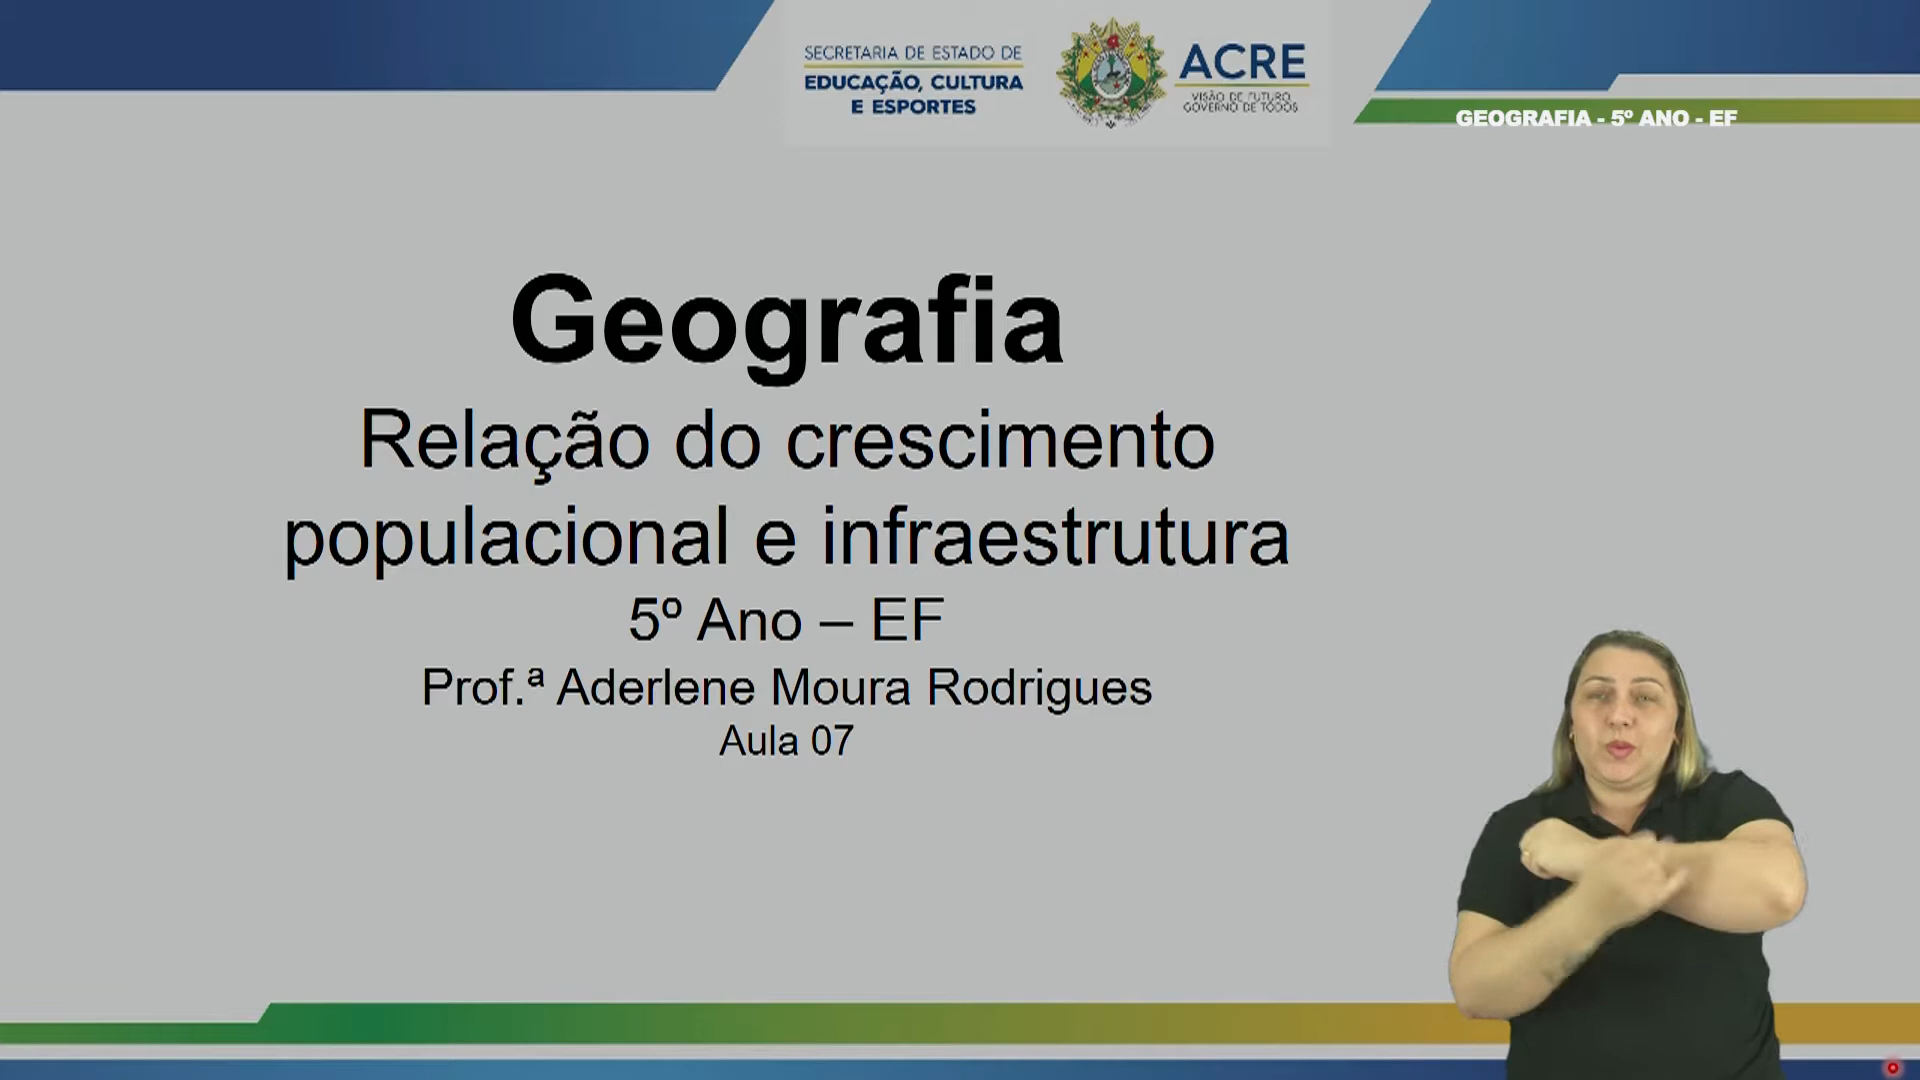 SECRETARIA DE ESTADO DE
EDUCAÇÃO, CULTURA
E ESPORTES
ACRE
VISÃO DE FUTURO,
GOVERNO DE TODOS
GEOGRAFIA - 5º ANO - EF
Geografia
Relação do crescimento
populacional e infraestrutura
5º Ano – EF
Prof.ª Aderlene Moura Rodrigues
Aula 07